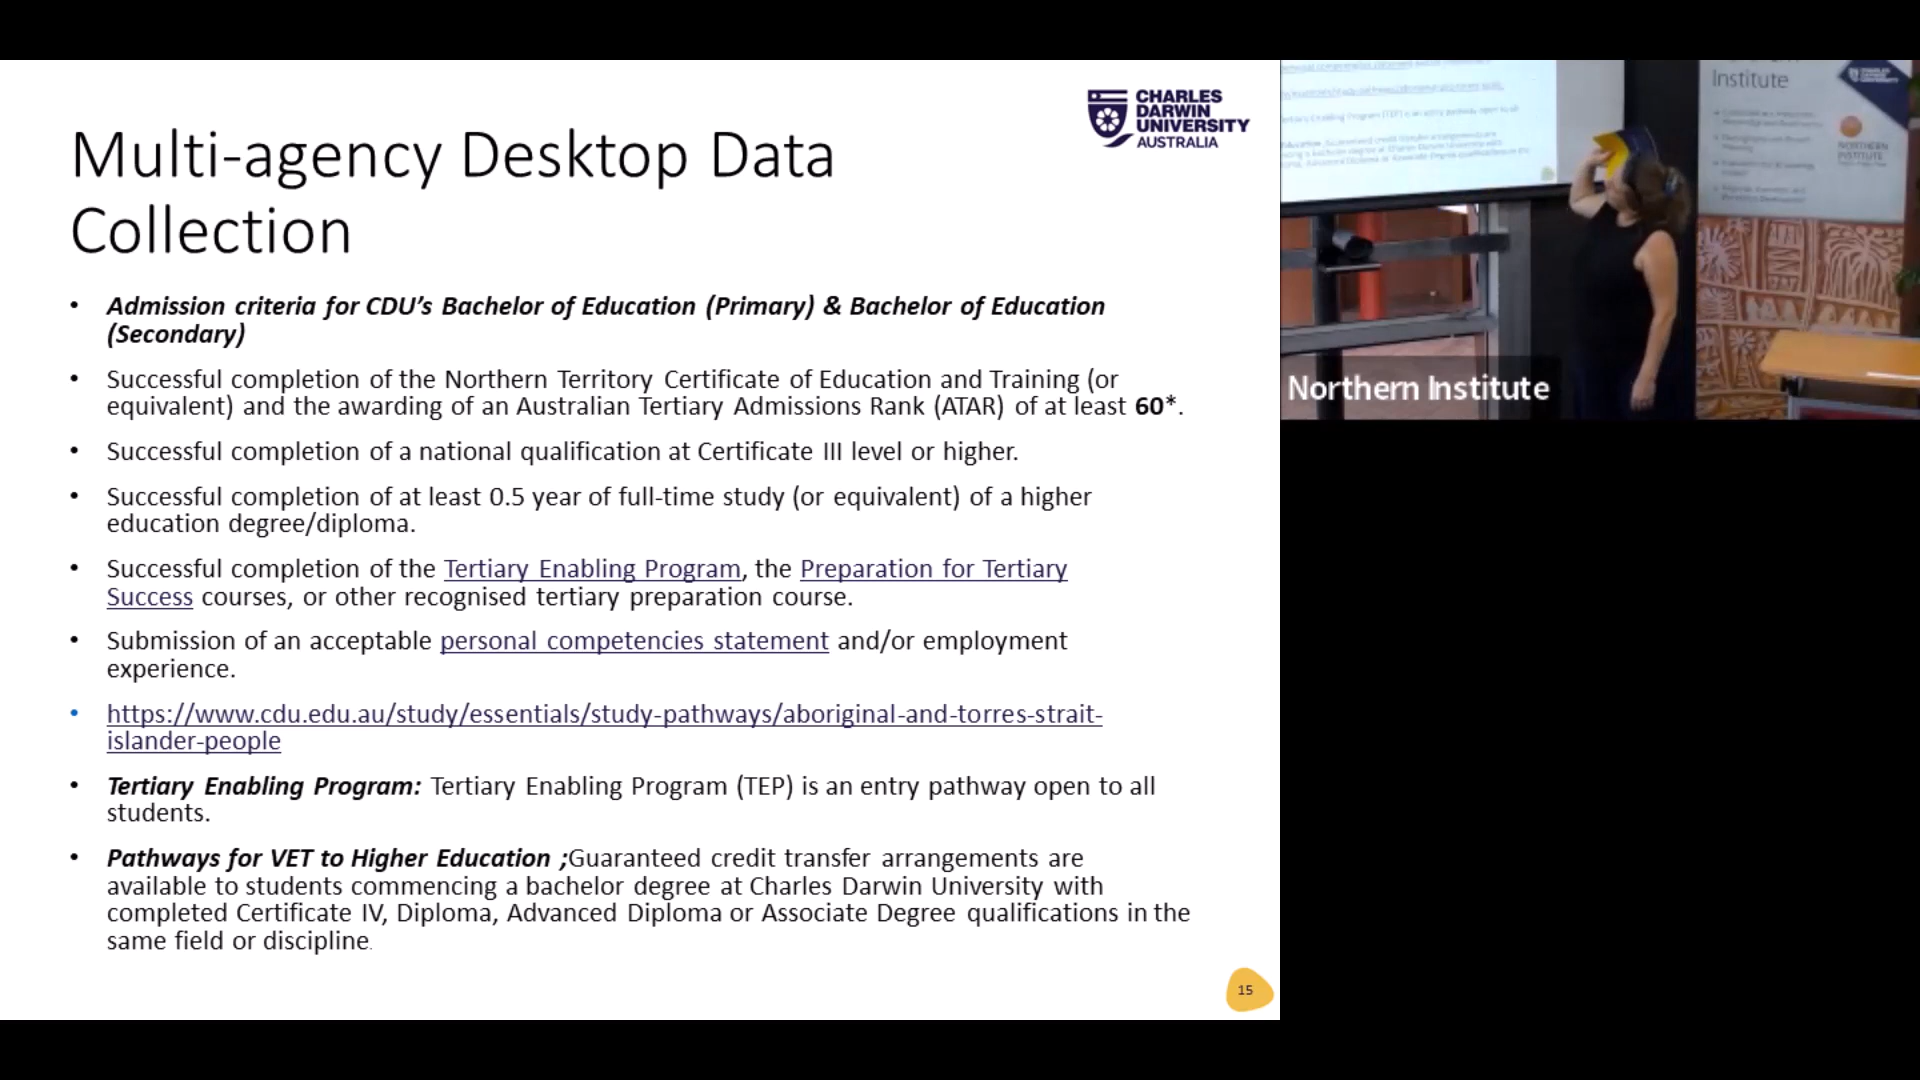 Multi-agency Desktop Data
Collection
CHARLES
DARWIN
UNIVERSITY
AUSTRALIA
• Admission criteria for CDU’s Bachelor of Education (Primary) & Bachelor of Education
(Secondary)
• Successful completion of the Northern Territory Certificate of Education and Training (or
equivalent) and the awarding of an Australian Tertiary Admissions Rank (ATAR) of at least 60*.
• Successful completion of a national qualification at Certificate III level or higher.
• Successful completion of at least 0.5 year of full-time study (or equivalent) of a higher
education degree/diploma.
• Successful completion of the Tertiary Enabling Program, the Preparation for Tertiary
Success courses, or other recognised tertiary preparation course.
• Submission of an acceptable personal competencies statement and/or employment
experience.
• https://www.cdu.edu.au/study/essentials/study-pathways/aboriginal-and-torres-strait-
islander-people
• Tertiary Enabling Program: Tertiary Enabling Program (TEP) is an entry pathway open to all
students.
• Pathways for VET to Higher Education ;Guaranteed credit transfer arrangements are
available to students commencing a bachelor degree at Charles Darwin University with
completed Certificate IV, Diploma, Advanced Diploma or Associate Degree qualifications in the
same field or discipline.
15
Institute
NORTHERN
INSTITUTE
Northern Institute